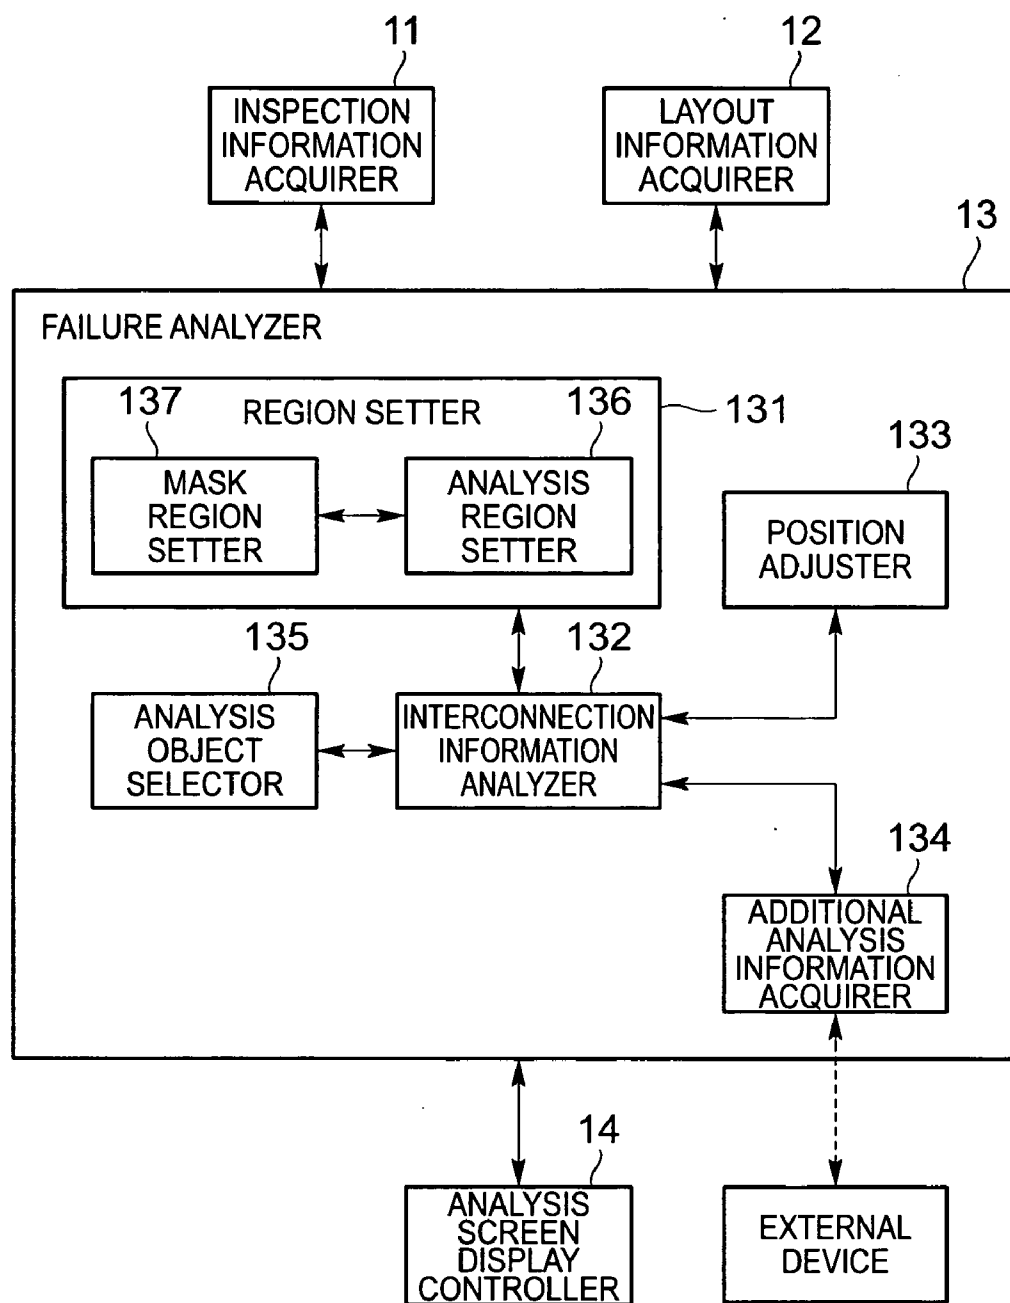 11
12
INSPECTION
INFORMATION
ACQUIRER
LAYOUT
INFORMATION
ACQUIRER
13
FAILURE ANALYZER
137
REGION SETTER
136
131
MASK
REGION
SETTER
ANALYSIS
REGION
SETTER
133
POSITION
ADJUSTER
135
132
ANALYSIS
OBJECT
SELECTOR
INTERCONNECTION
INFORMATION
ANALYZER
134
ADDITIONAL
ANALYSIS
INFORMATION
ACQUIRER
14
ANALYSIS
SCREEN
DISPLAY
CONTROLLER
EXTERNAL
DEVICE